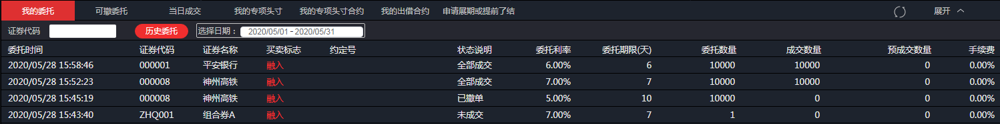 我的委托 可撤委托 当日成交 我的专项头寸 我的专项头寸合约 我的出借合约 申请展期或提前了结 展开
证券代码 历史委托 选择日期： 2020/05/01 - 2020/05/31
委托时间 证券代码 证券名称 买卖标志 约定号 状态说明 委托利率 委托期限(天) 委托数量 成交数量 预成交数量 手续费
2020/05/28 15:58:46 000001 平安银行 融入 全部成交 6.00% 6 10000 10000 0 0.00%
2020/05/28 15:52:23 000008 神州高铁 融入 全部成交 7.00% 7 10000 10000 0 0.00%
2020/05/28 15:45:19 000008 神州高铁 融入 已撤单 5.00% 10 10000 0 0 0.00%
2020/05/28 15:43:40 ZHQ001 组合券A 融入 未成交 7.00% 7 1 0 0 0.00%